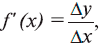 f′(x) = Δy/Δx,